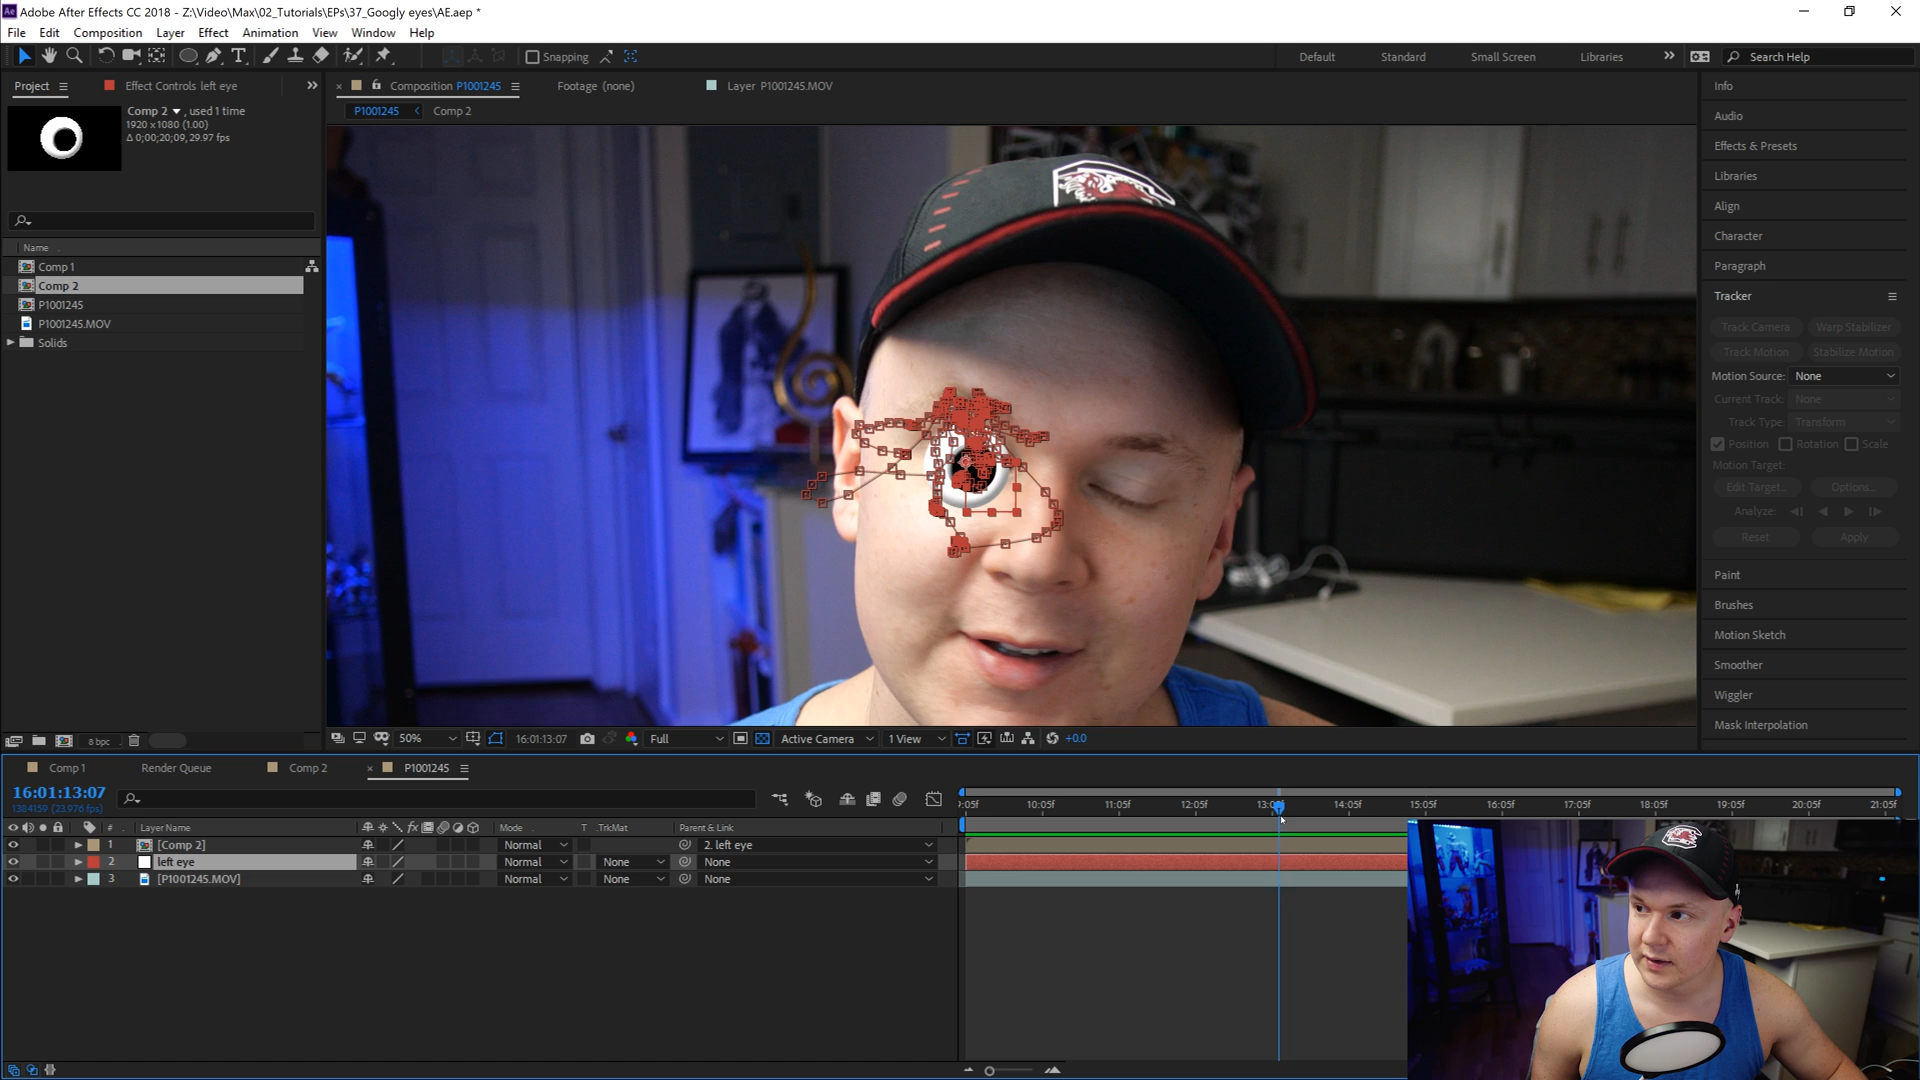 Adobe After Effects CC 2018 - Z:\Video\Max\02_Tutorials\EPs\37_Googly eyes\AE.aep *
File Edit Composition Layer Effect Animation View Window Help
Snapping
Default Standard Small Screen Libraries Search Help
Project Effect Controls left eye
Composition P1001245 Footage (none) Layer P1001245.MOV
P1001245 Comp 2
Comp 2 , used 1 time
1920 x1080 (1.00)
Δ 0;00;20;09, 29.97 fps
Name
Comp 1
Comp 2
P1001245
P1001245.MOV
Solids
8 bpc
50% 16:01:13:07 Full Active Camera 1 View +0.0
Info
Audio
Effects & Presets
Libraries
Align
Character
Paragraph
Tracker
Track Camera Warp Stabilizer
Track Motion Stabilize Motion
Motion Source: None
Current Track: None
Track Type: Transform
Position Rotation Scale
Motion Target:
Edit Target... Options...
Analyze:
Reset Apply
Paint
Brushes
Motion Sketch
Smoother
Wiggler
Mask Interpolation
Comp 1 Render Queue Comp 2 P1001245
16:01:13:07
1384159 (23.976 fps)
10:05f 11:05f 12:05f 14:05f 15:05f 16:05f 17:05f 18:05f 19:05f 20:05f 21:05f
# Layer Name Mode T .TrkMat Parent & Link
1 [Comp 2] Normal 2. left eye
2 left eye Normal None None
3 [P1001245.MOV] Normal None None